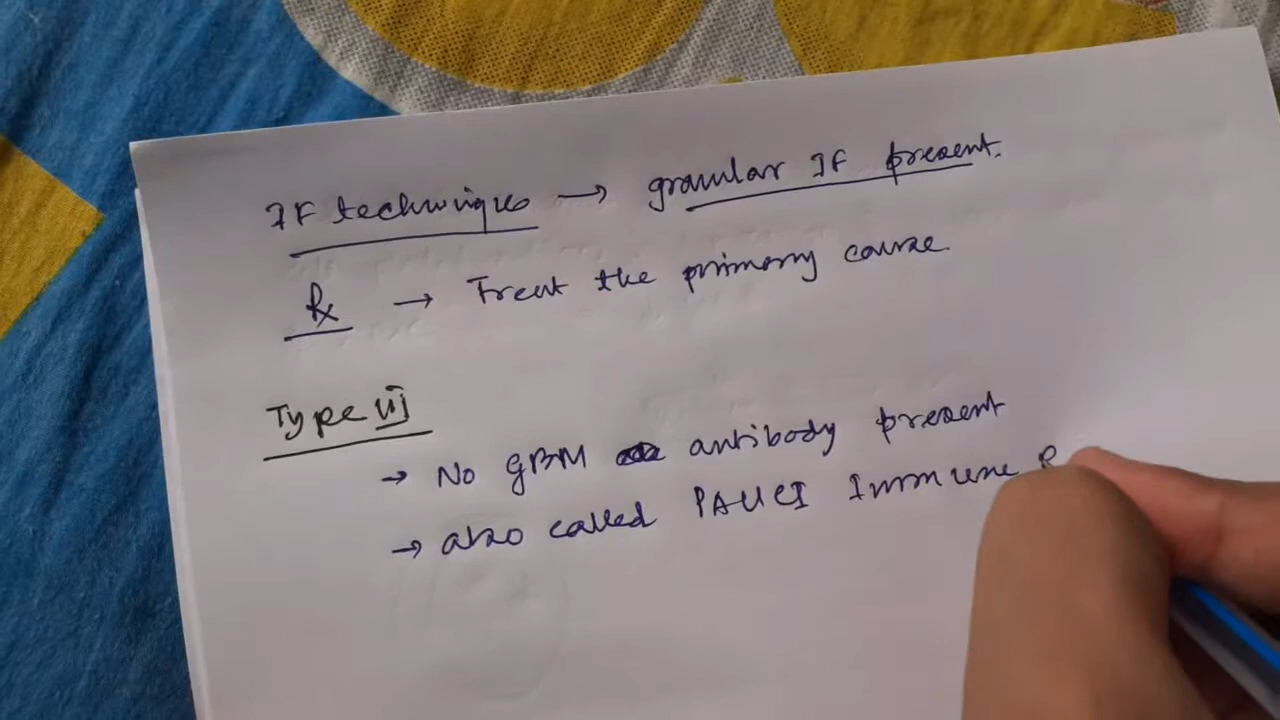 IF techniques → granular IF present.
Rx → Treat the primary cause.
Type iii
→ No gBM antibody present
→ also called PAUCI Immune R